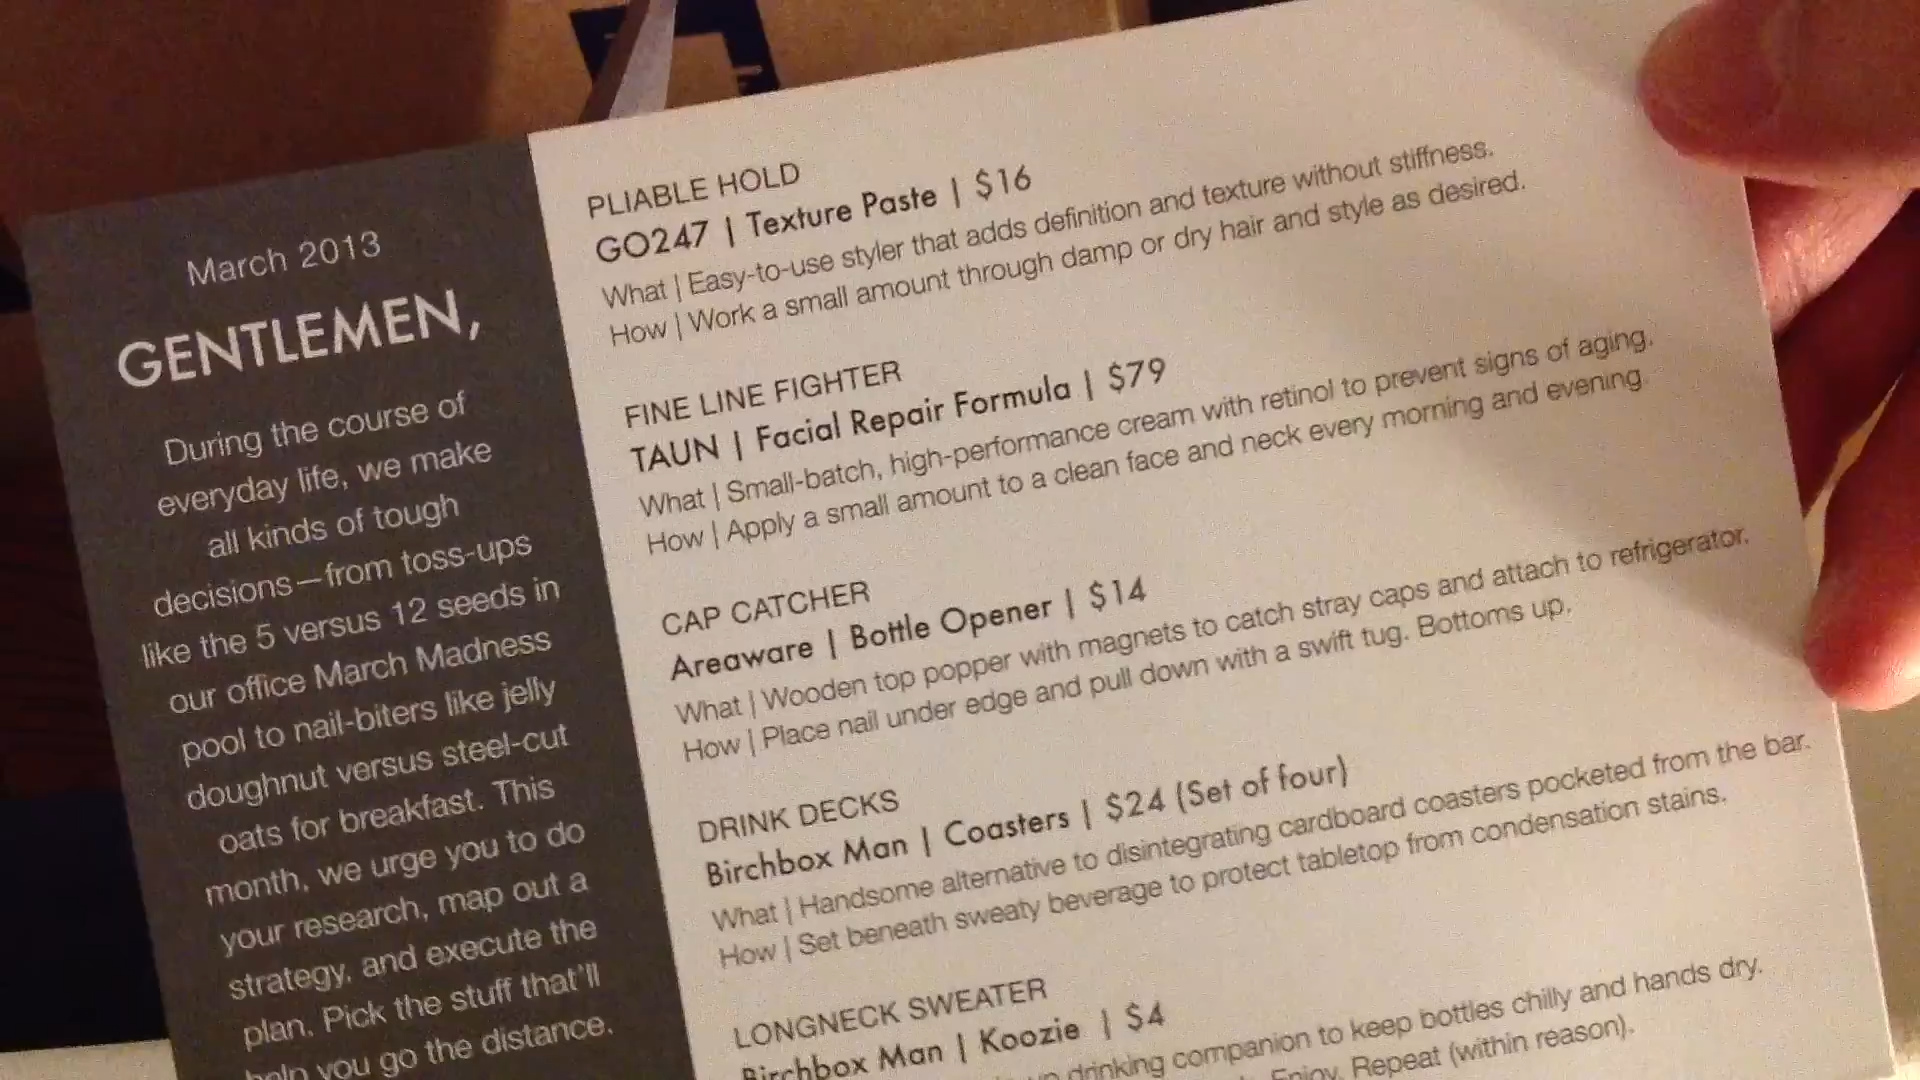 March 2013
GENTLEMEN,
During the course of
everyday life, we make
all kinds of tough
decisions—from toss-ups
like the 5 versus 12 seeds in
our office March Madness
pool to nail-biters like jelly
doughnut versus steel-cut
oats for breakfast. This
month, we urge you to do
your research, map out a
strategy, and execute the
plan. Pick the stuff that'll
help you go the distance.
PLIABLE HOLD
GO247 | Texture Paste | $16
What | Easy-to-use styler that adds definition and texture without stiffness.
How | Work a small amount through damp or dry hair and style as desired.
FINE LINE FIGHTER
TAUN | Facial Repair Formula | $79
What | Small-batch, high-performance cream with retinol to prevent signs of aging.
How | Apply a small amount to a clean face and neck every morning and evening.
CAP CATCHER
Areaware | Bottle Opener | $14
What | Wooden top popper with magnets to catch stray caps and attach to refrigerator.
How | Place nail under edge and pull down with a swift tug. Bottoms up.
DRINK DECKS
Birchbox Man | Coasters | $24 (Set of four)
What | Handsome alternative to disintegrating cardboard coasters pocketed from the bar.
How | Set beneath sweaty beverage to protect tabletop from condensation stains.
LONGNECK SWEATER
Birchbox Man | Koozie | $4
drinking companion to keep bottles chilly and hands dry.
Enjoy. Repeat (within reason).